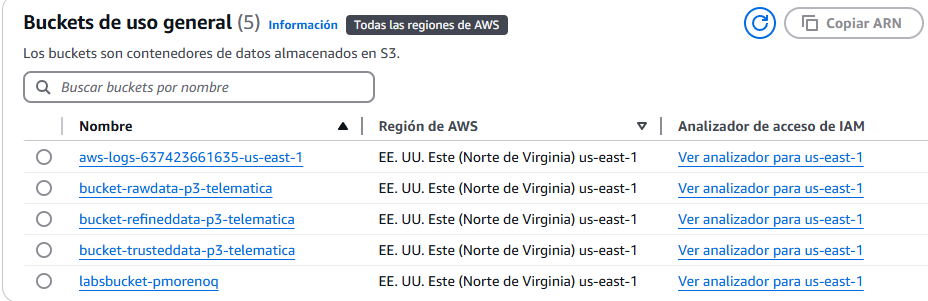 Buckets de uso general (5) Información Todas las regiones de AWS Copiar ARN
Los buckets son contenedores de datos almacenados en S3.
Buscar buckets por nombre
Nombre Región de AWS Analizador de acceso de IAM
aws-logs-637423661635-us-east-1 EE. UU. Este (Norte de Virginia) us-east-1 Ver analizador para us-east-1
bucket-rawdata-p3-telematica EE. UU. Este (Norte de Virginia) us-east-1 Ver analizador para us-east-1
bucket-refineddata-p3-telematica EE. UU. Este (Norte de Virginia) us-east-1 Ver analizador para us-east-1
bucket-trusteddata-p3-telematica EE. UU. Este (Norte de Virginia) us-east-1 Ver analizador para us-east-1
labsbucket-pmorenoq EE. UU. Este (Norte de Virginia) us-east-1 Ver analizador para us-east-1